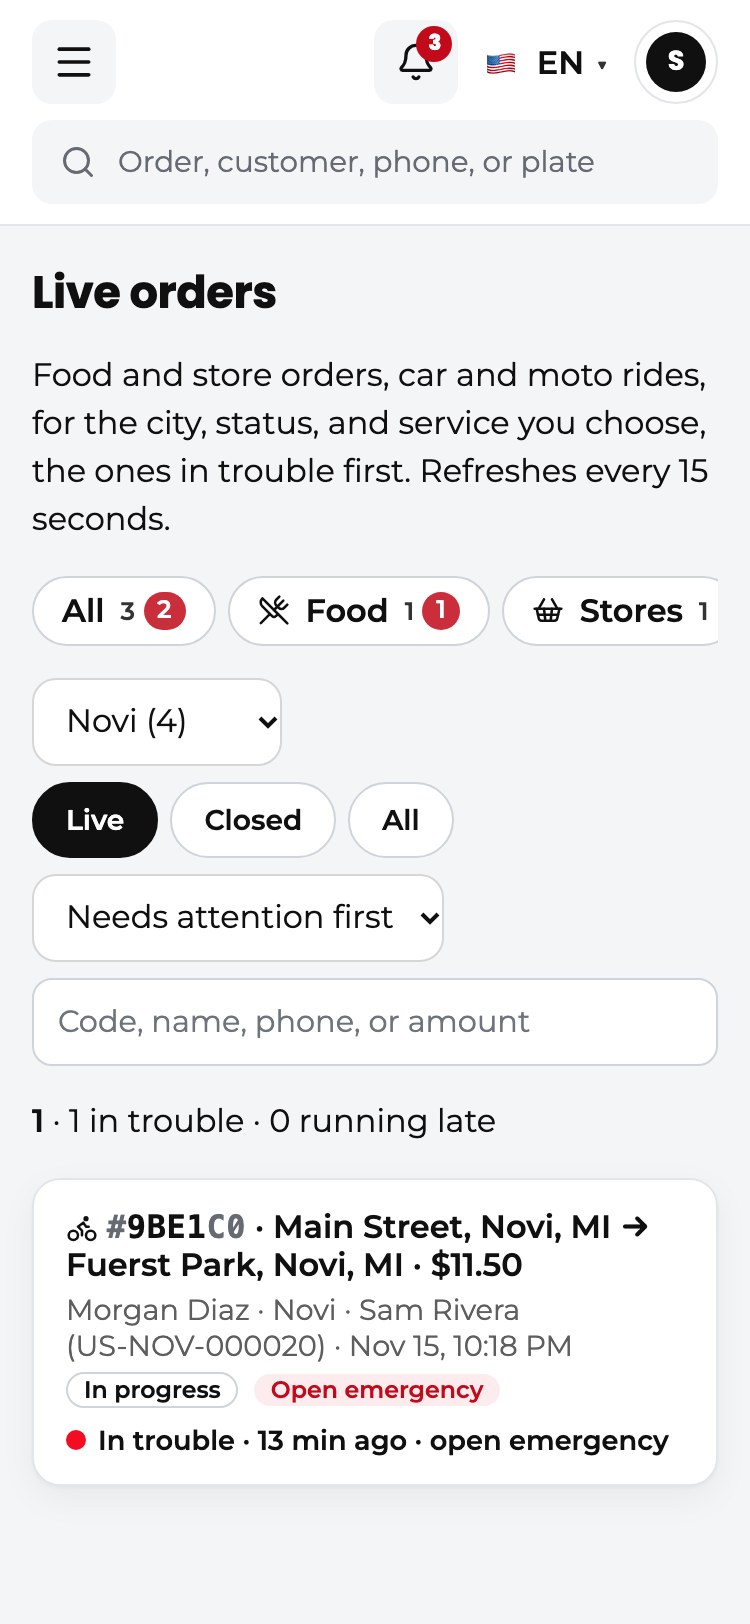 3
EN
S
Order, customer, phone, or plate
Live orders
Food and store orders, car and moto rides,
for the city, status, and service you choose,
the ones in trouble first. Refreshes every 15
seconds.
All 3 2 Food 1 1 Stores 1
Novi (4)
Live Closed All
Needs attention first
Code, name, phone, or amount
1 · 1 in trouble · 0 running late
#9BE1C0 · Main Street, Novi, MI →
Fuerst Park, Novi, MI · $11.50
Morgan Diaz · Novi · Sam Rivera
(US-NOV-000020) · Nov 15, 10:18 PM
In progress Open emergency
In trouble · 13 min ago · open emergency